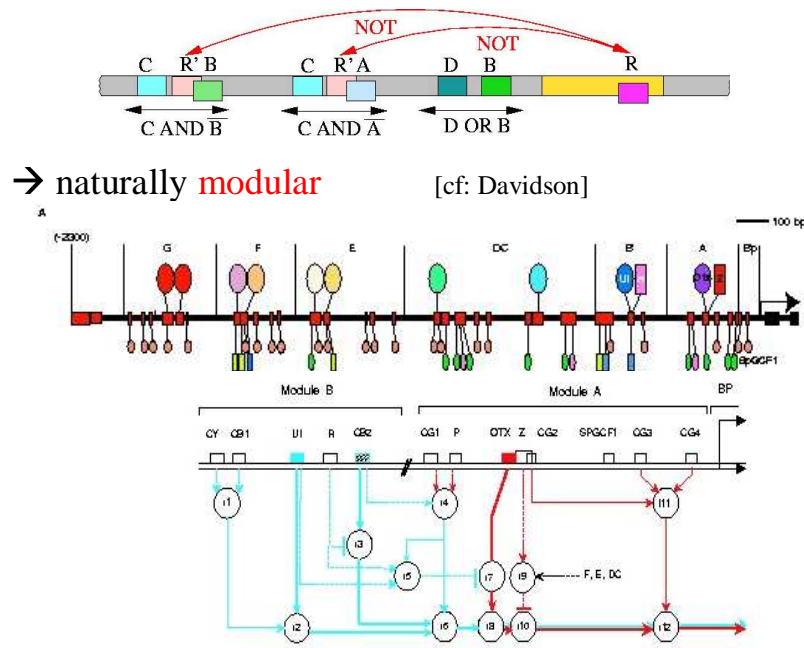 NOT
NOT
C R' B C R' A D B R
C AND B̅ C AND A̅ D OR B
→ naturally modular [cf: Davidson]
A
100 bp
(-2300) G F E DC B A Bp
U1 Z
SpGCF1
Module B Module A BP
CY CB1 UI R CB2 CG1 P OTX Z CG2 SPGCF1 CG3 CG4
i1 i4 i11
i3
i5 i7 i9 F, E, DC
i2 i6 i8 i10 i12